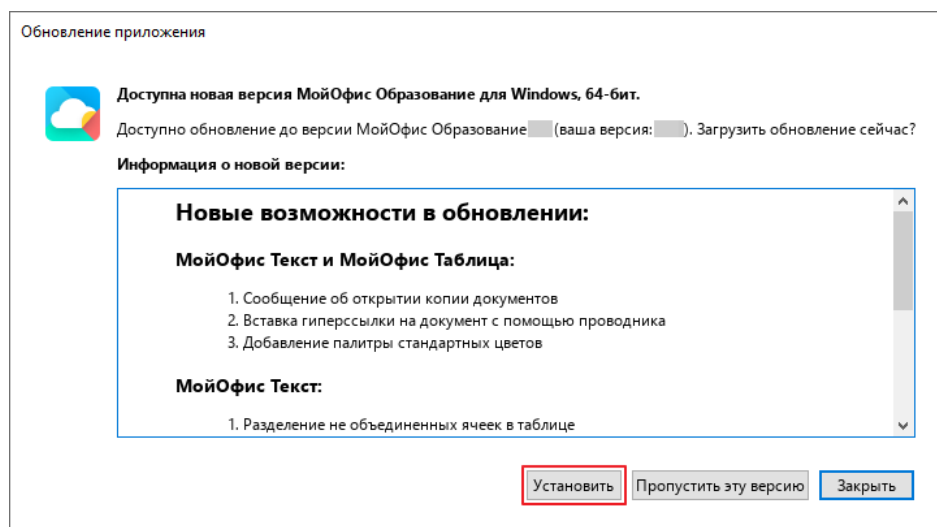 Обновление приложения
Доступна новая версия МойОфис Образование для Windows, 64-бит.
Доступно обновление до версии МойОфис Образование (ваша версия: ). Загрузить обновление сейчас?
Информация о новой версии:
Новые возможности в обновлении:
МойОфис Текст и МойОфис Таблица:
1. Сообщение об открытии копии документов
2. Вставка гиперссылки на документ с помощью проводника
3. Добавление палитры стандартных цветов
МойОфис Текст:
1. Разделение не объединенных ячеек в таблице
Установить Пропустить эту версию Закрыть